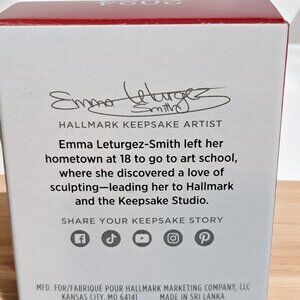 Emma Leturgez
Smith
HALLMARK KEEPSAKE ARTIST
Emma Leturgez-Smith left her
hometown at 18 to go to art school,
where she discovered a love of
sculpting—leading her to Hallmark
and the Keepsake Studio.
SHARE YOUR KEEPSAKE STORY
MFD. FOR/FABRIQUÉ POUR HALLMARK MARKETING COMPANY, LLC
KANSAS CITY, MO 64141 MADE IN SRI LANKA